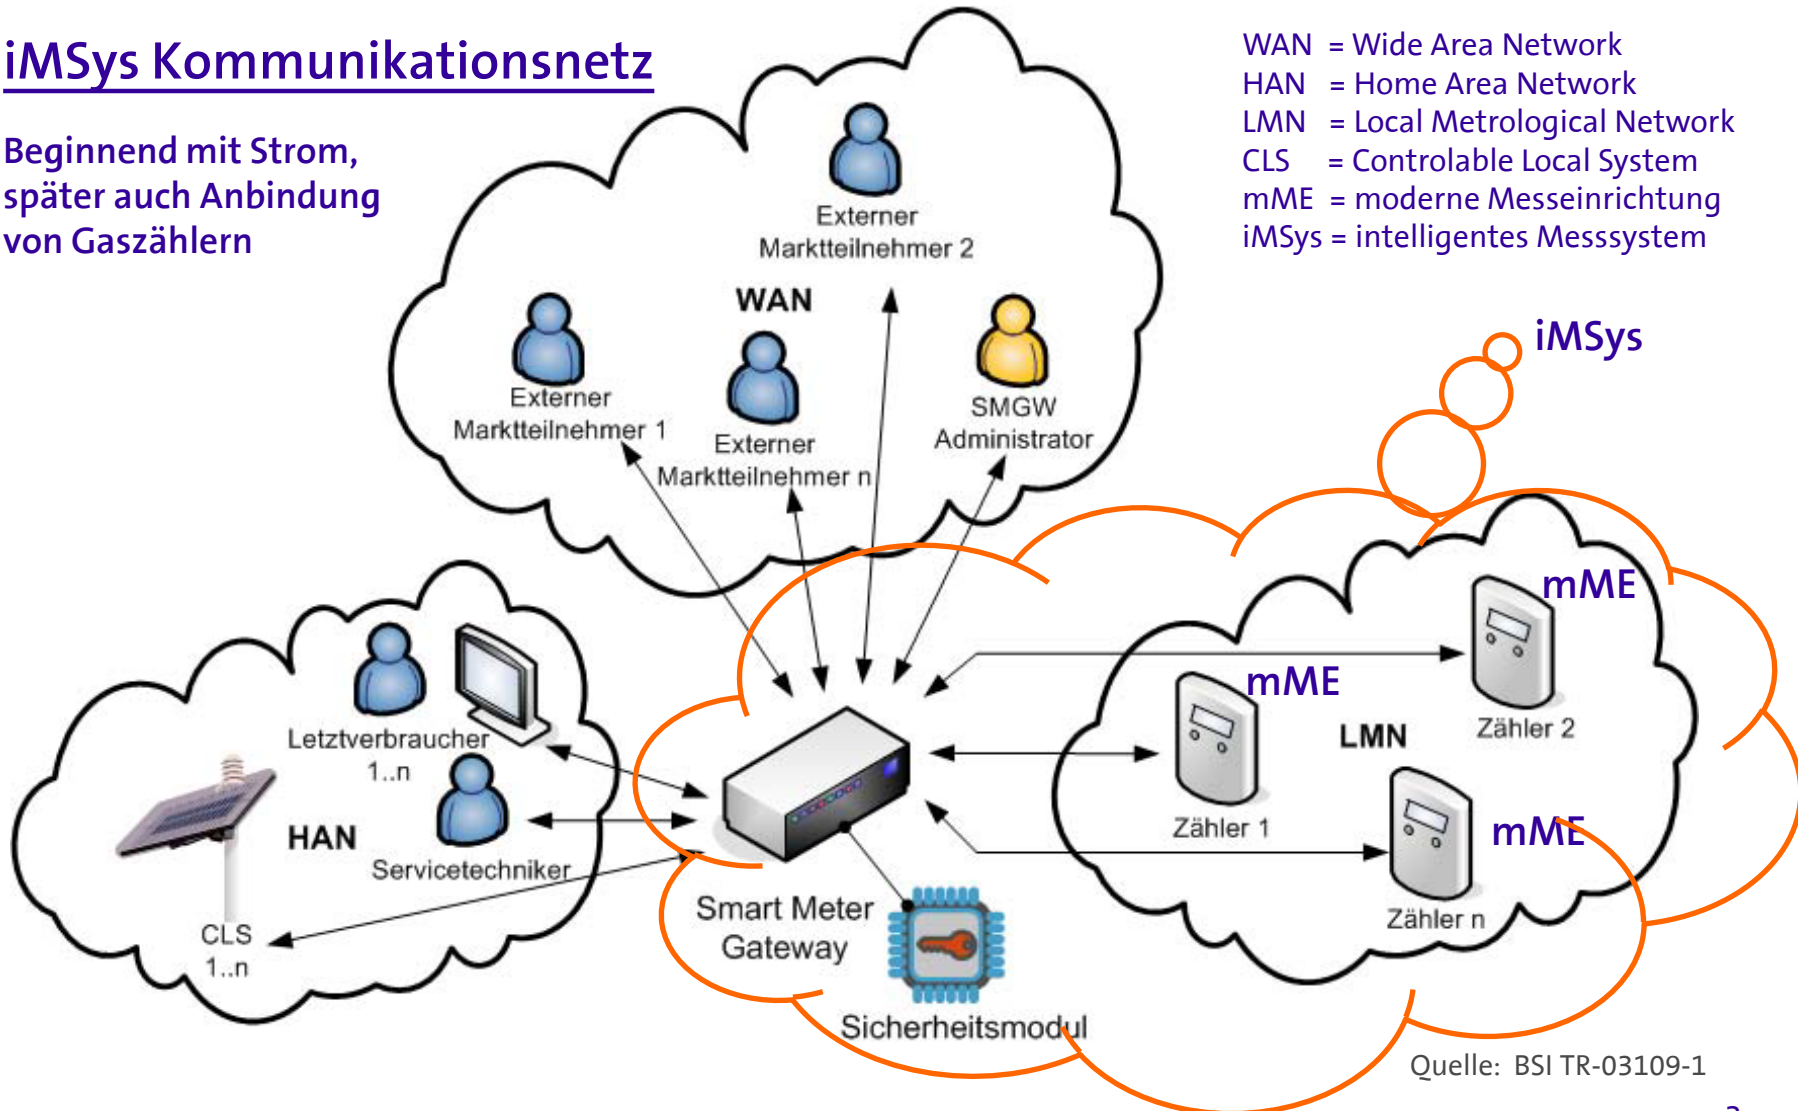 iMSys Kommunikationsnetz
Beginnend mit Strom,
später auch Anbindung
von Gaszählern
WAN = Wide Area Network
HAN = Home Area Network
LMN = Local Metrological Network
CLS = Controlable Local System
mME = moderne Messeinrichtung
iMSys = intelligentes Messsystem
Externer
Marktteilnehmer 2
WAN
Externer
Marktteilnehmer 1
Externer
Marktteilnehmer n
SMGW
Administrator
iMSys
mME
Zähler 2
mME
Zähler 1
LMN
mME
Zähler n
Letztverbraucher
1..n
HAN
Servicetechniker
CLS
1..n
Smart Meter
Gateway
Sicherheitsmodul
Quelle: BSI TR-03109-1